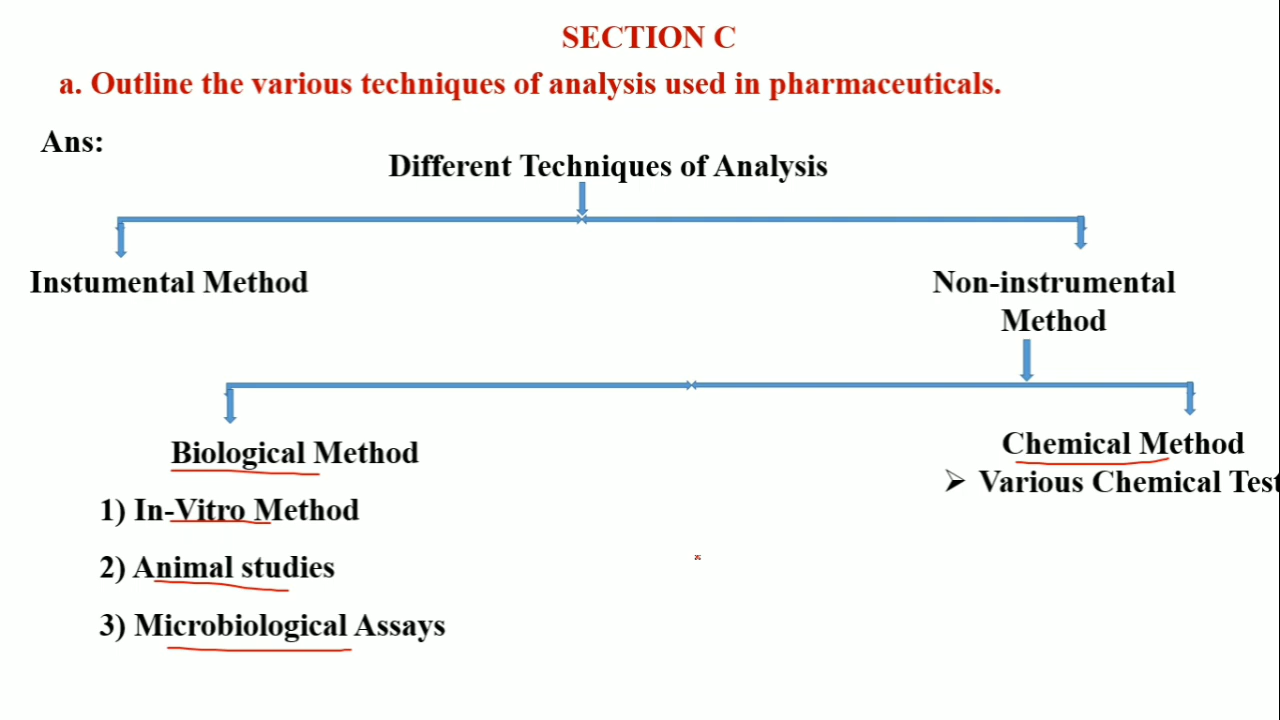 SECTION C
a. Outline the various techniques of analysis used in pharmaceuticals.
Ans:
Different Techniques of Analysis
Instumental Method
Non-instrumental
Method
Biological Method
1) In-Vitro Method
2) Animal studies
3) Microbiological Assays
Chemical Method
➢ Various Chemical Test